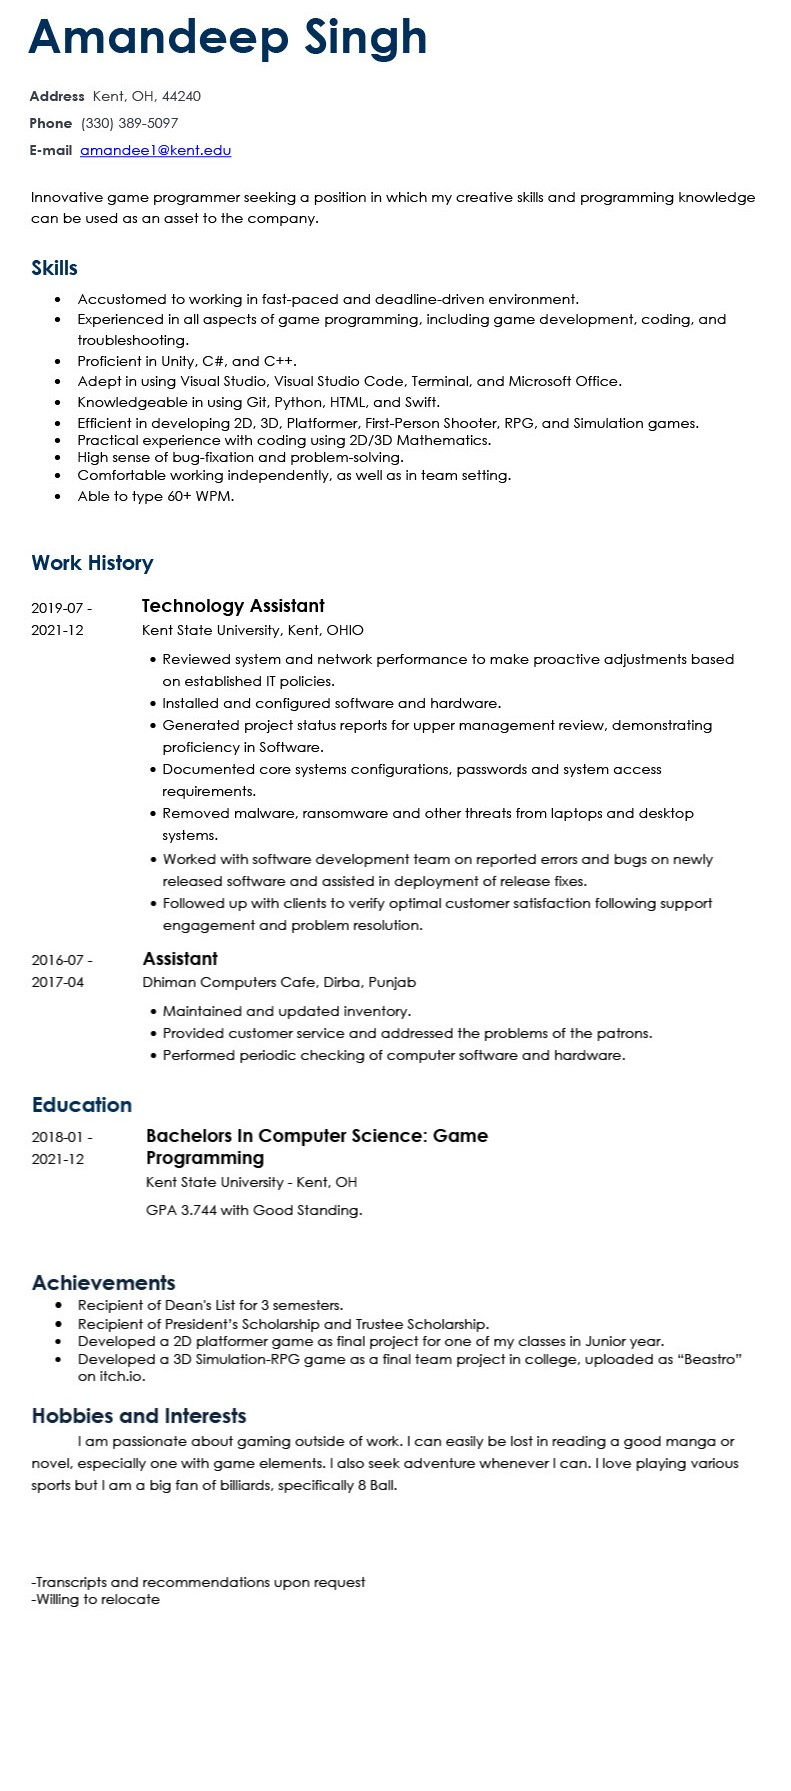 Amandeep Singh
Address Kent, OH, 44240
Phone (330) 389-5097
E-mail amandee1@kent.edu
Innovative game programmer seeking a position in which my creative skills and programming knowledge
can be used as an asset to the company.
Skills
• Accustomed to working in fast-paced and deadline-driven environment.
• Experienced in all aspects of game programming, including game development, coding, and
troubleshooting.
• Proficient in Unity, C#, and C++.
• Adept in using Visual Studio, Visual Studio Code, Terminal, and Microsoft Office.
• Knowledgeable in using Git, Python, HTML, and Swift.
• Efficient in developing 2D, 3D, Platformer, First-Person Shooter, RPG, and Simulation games.
• Practical experience with coding using 2D/3D Mathematics.
• High sense of bug-fixation and problem-solving.
• Comfortable working independently, as well as in team setting.
• Able to type 60+ WPM.
Work History
2019-07 - Technology Assistant
2021-12 Kent State University, Kent, OHIO
• Reviewed system and network performance to make proactive adjustments based
on established IT policies.
• Installed and configured software and hardware.
• Generated project status reports for upper management review, demonstrating
proficiency in Software.
• Documented core systems configurations, passwords and system access
requirements.
• Removed malware, ransomware and other threats from laptops and desktop
systems.
• Worked with software development team on reported errors and bugs on newly
released software and assisted in deployment of release fixes.
• Followed up with clients to verify optimal customer satisfaction following support
engagement and problem resolution.
2016-07 - Assistant
2017-04 Dhiman Computers Cafe, Dirba, Punjab
• Maintained and updated inventory.
• Provided customer service and addressed the problems of the patrons.
• Performed periodic checking of computer software and hardware.
Education
2018-01 - Bachelors In Computer Science: Game
2021-12 Programming
Kent State University - Kent, OH
GPA 3.744 with Good Standing.
Achievements
• Recipient of Dean's List for 3 semesters.
• Recipient of President’s Scholarship and Trustee Scholarship.
• Developed a 2D platformer game as final project for one of my classes in Junior year.
• Developed a 3D Simulation-RPG game as a final team project in college, uploaded as “Beastro”
on itch.io.
Hobbies and Interests
I am passionate about gaming outside of work. I can easily be lost in reading a good manga or
novel, especially one with game elements. I also seek adventure whenever I can. I love playing various
sports but I am a big fan of billiards, specifically 8 Ball.
-Transcripts and recommendations upon request
-Willing to relocate